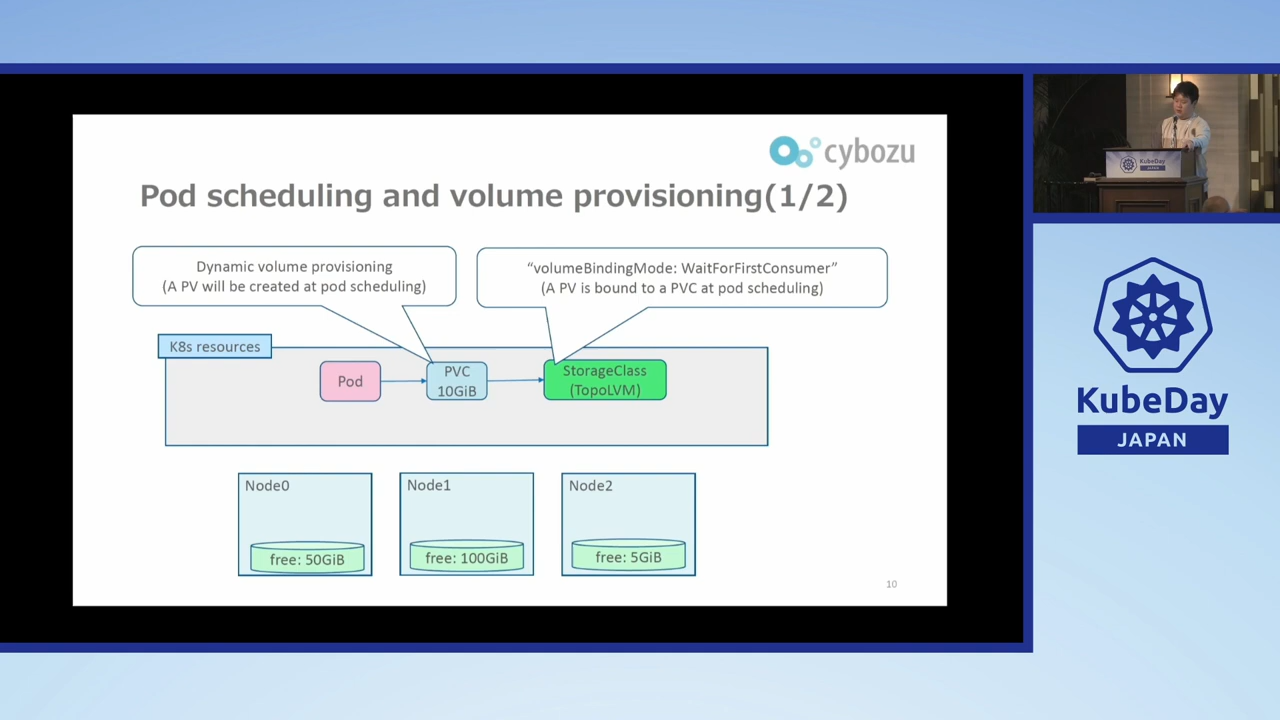 cybozu
Pod scheduling and volume provisioning(1/2)
Dynamic volume provisioning
(A PV will be created at pod scheduling)
“volumeBindingMode: WaitForFirstConsumer”
(A PV is bound to a PVC at pod scheduling)
K8s resources
Pod
PVC
10GiB
StorageClass
(TopoLVM)
Node0
free: 50GiB
Node1
free: 100GiB
Node2
free: 5GiB
10
KubeDay
JAPAN
KubeDay
JAPAN